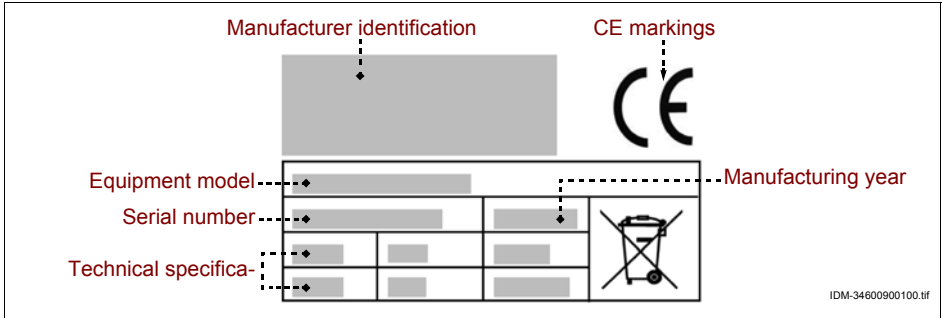 Manufacturer identification
CE markings
CE
Equipment model
Manufacturing year
Serial number
Technical specifica-
IDM-34600900100.tif